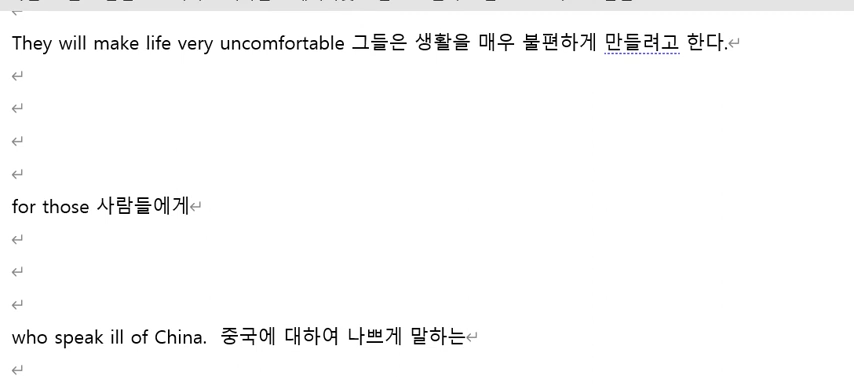 They will make life very uncomfortable 그들은 생활을 매우 불편하게 만들려고 한다.
for those 사람들에게
who speak ill of China.  중국에 대하여 나쁘게 말하는